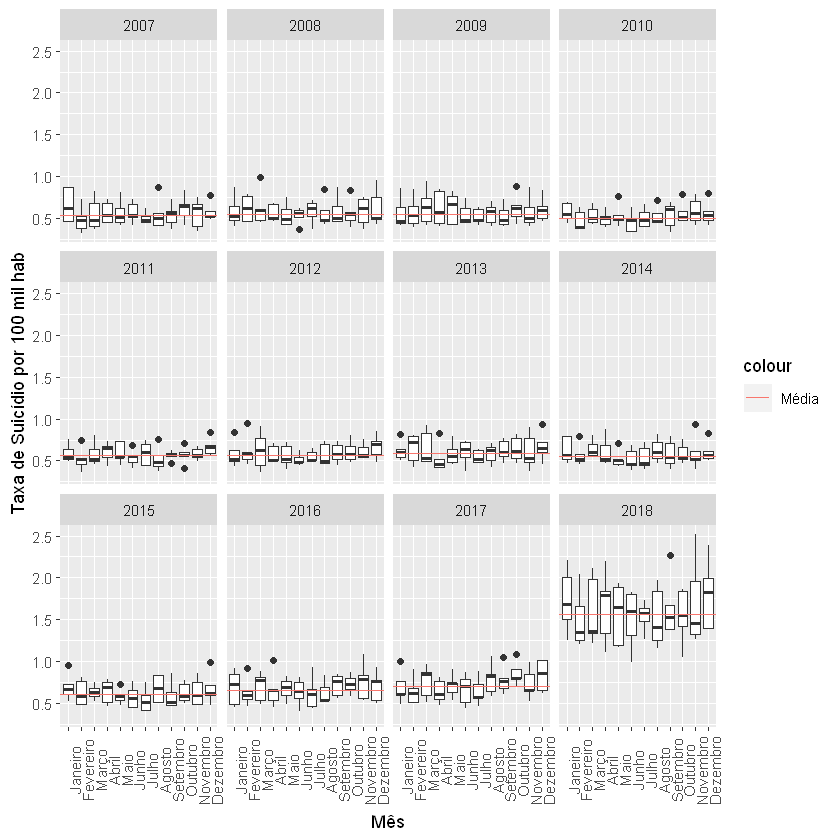 2007 2008 2009 2010
2.5
2.0
1.5
1.0
0.5
2011 2012 2013 2014
2.5
2.0
1.5
1.0
0.5
2015 2016 2017 2018
2.5
2.0
1.5
1.0
0.5
Taxa de Suicídio por 100 mil hab
Janeiro Fevereiro Março Abril Maio Junho Julho Agosto Setembro Outubro Novembro Dezembro
Janeiro Fevereiro Março Abril Maio Junho Julho Agosto Setembro Outubro Novembro Dezembro
Janeiro Fevereiro Março Abril Maio Junho Julho Agosto Setembro Outubro Novembro Dezembro
Janeiro Fevereiro Março Abril Maio Junho Julho Agosto Setembro Outubro Novembro Dezembro
Mês
colour
Média